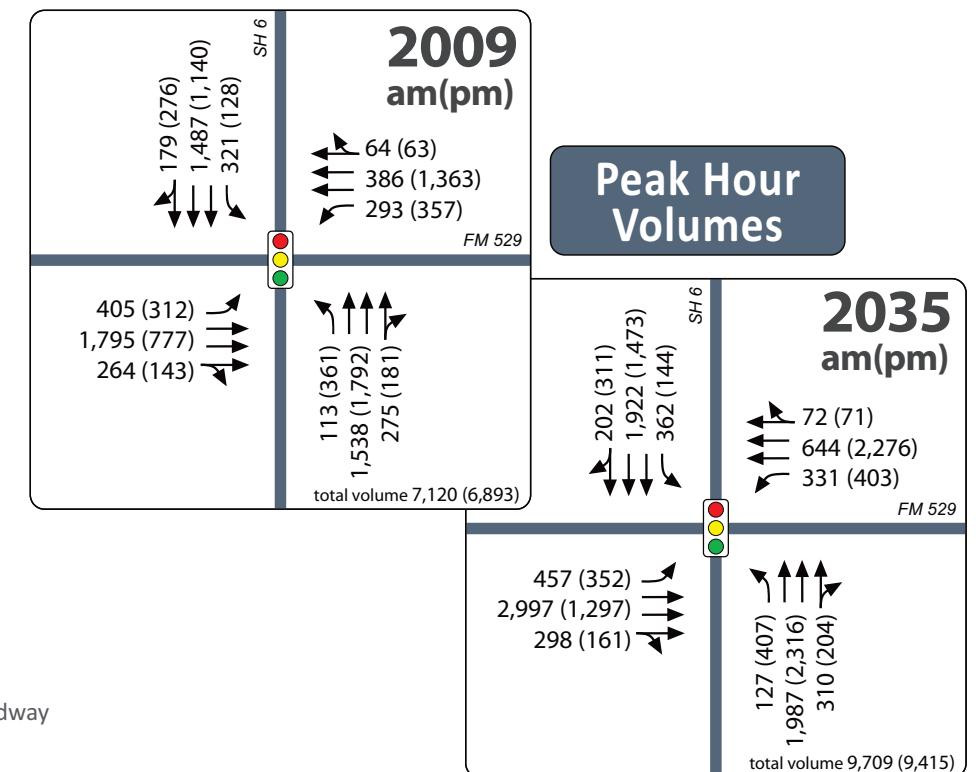 SH 6
2009
am(pm)
179 (276)
1,487 (1,140)
321 (128)
64 (63)
386 (1,363)
293 (357)
FM 529
405 (312)
1,795 (777)
264 (143)
113 (361)
1,538 (1,792)
275 (181)
total volume 7,120 (6,893)
Peak Hour
Volumes
SH 6
2035
am(pm)
202 (311)
1,922 (1,473)
362 (144)
72 (71)
644 (2,276)
331 (403)
FM 529
457 (352)
2,997 (1,297)
298 (161)
127 (407)
1,987 (2,316)
310 (204)
total volume 9,709 (9,415)
dway